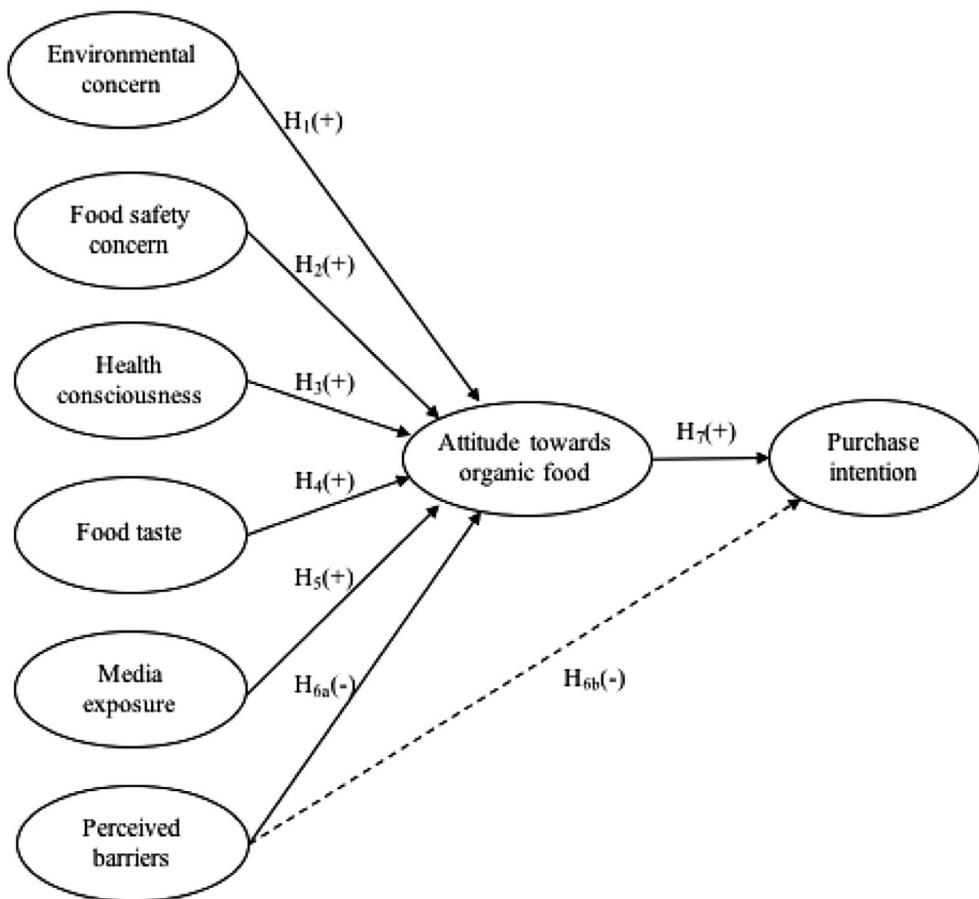 Environmental
concern
H₁(+)
Food safety
concern
H₂(+)
Health
consciousness
H₃(+)
Attitude towards
organic food
H₇(+)
Purchase
intention
Food taste
H₄(+)
Media
exposure
H₅(+)
H₆ₐ(-)
H₆b(-)
Perceived
barriers